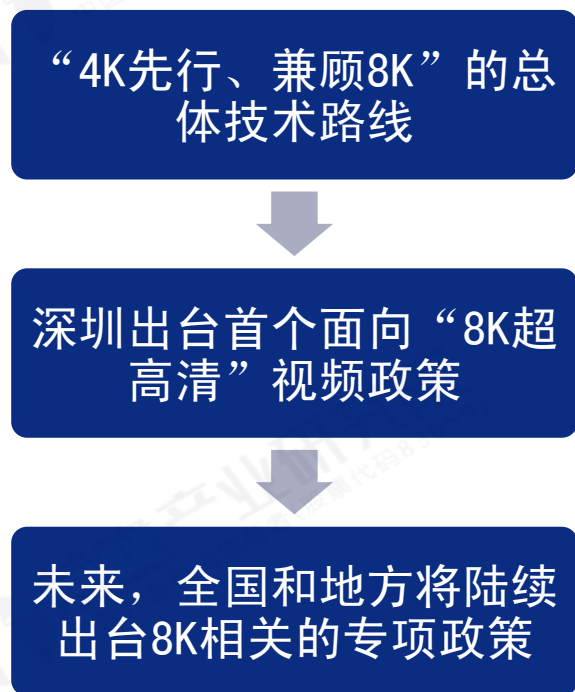 “4K先行、兼顾8K”的总
体技术路线
深圳出台首个面向“8K超
高清”视频政策
未来，全国和地方将陆续
出台8K相关的专项政策